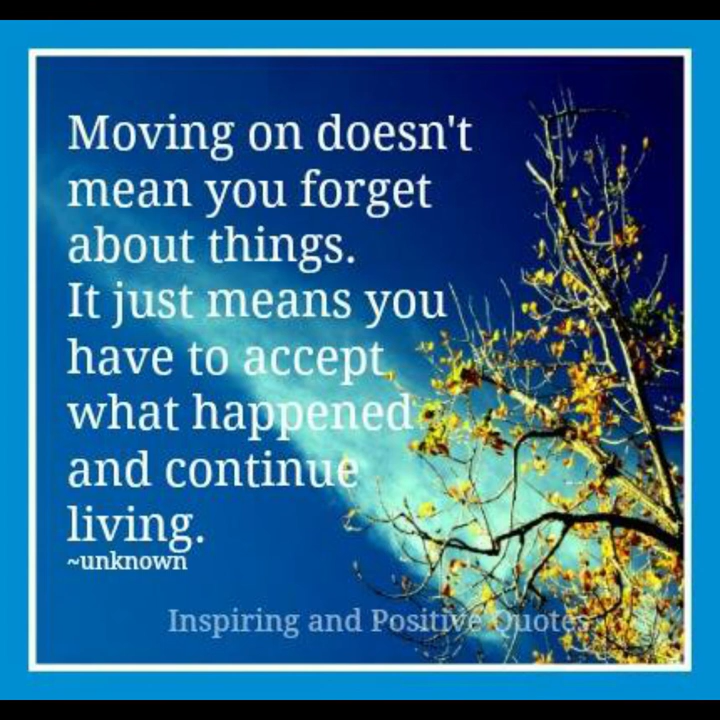 Moving on doesn't
mean you forget
about things.
It just means you
have to accept
what happened
and continue
living.
~unknown
Inspiring and Positive Quotes